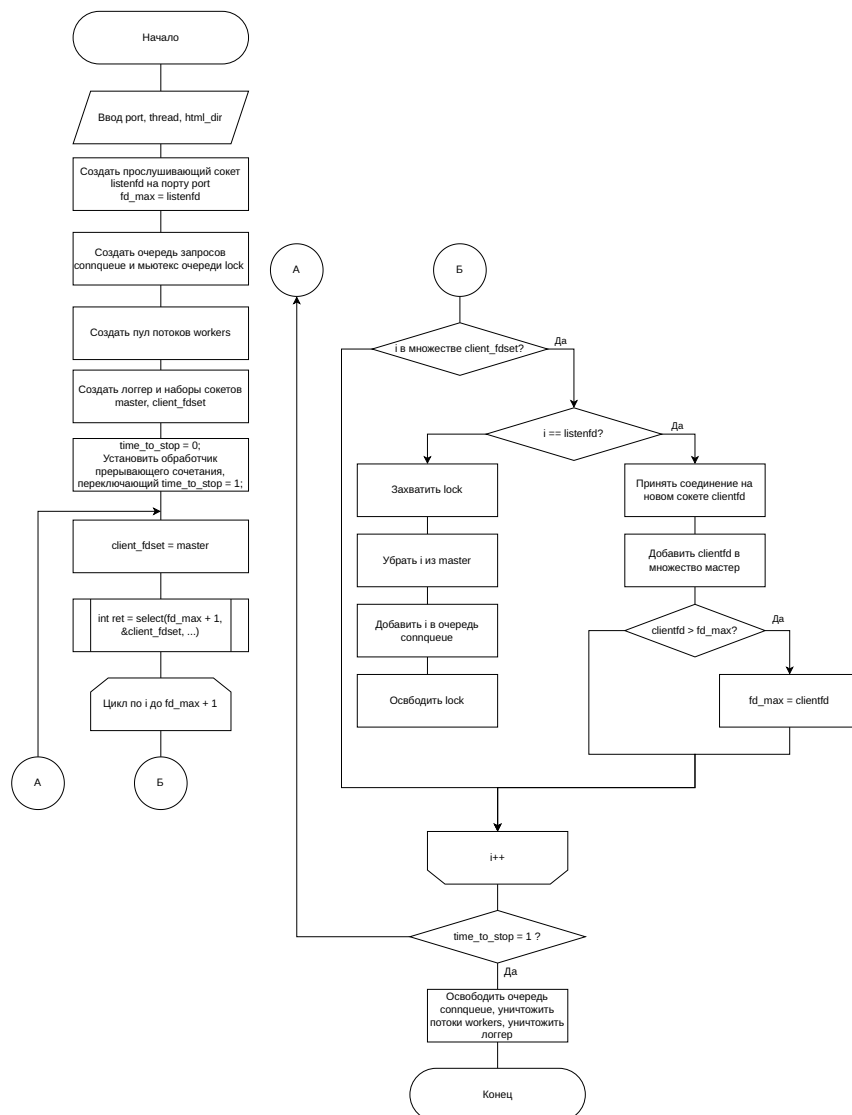 Начало
Ввод port, thread, html_dir
Создать прослушивающий сокет
listenfd на порту port
fd_max = listenfd
Создать очередь запросов
connqueue и мьютекс очереди lock
Создать пул потоков workers
Создать логгер и наборы сокетов
master, client_fdset
time_to_stop = 0;
Установить обработчик
прерывающего сочетания,
переключающий time_to_stop = 1;
client_fdset = master
int ret = select(fd_max + 1,
&client_fdset, ...)
Цикл по i до fd_max + 1
А
Б
А
Б
i в множестве client_fdset?
Да
i == listenfd?
Да
Захватить lock
Убрать i из master
Добавить i в очередь
connqueue
Освбодить lock
Принять соединение на
новом сокете clientfd
Добавить clientfd в
множество мастер
clientfd > fd_max?
Да
fd_max = clientfd
i++
time_to_stop = 1 ?
Да
Освободить очередь
connqueue, уничтожить
потоки workers, уничтожить
логгер
Конец